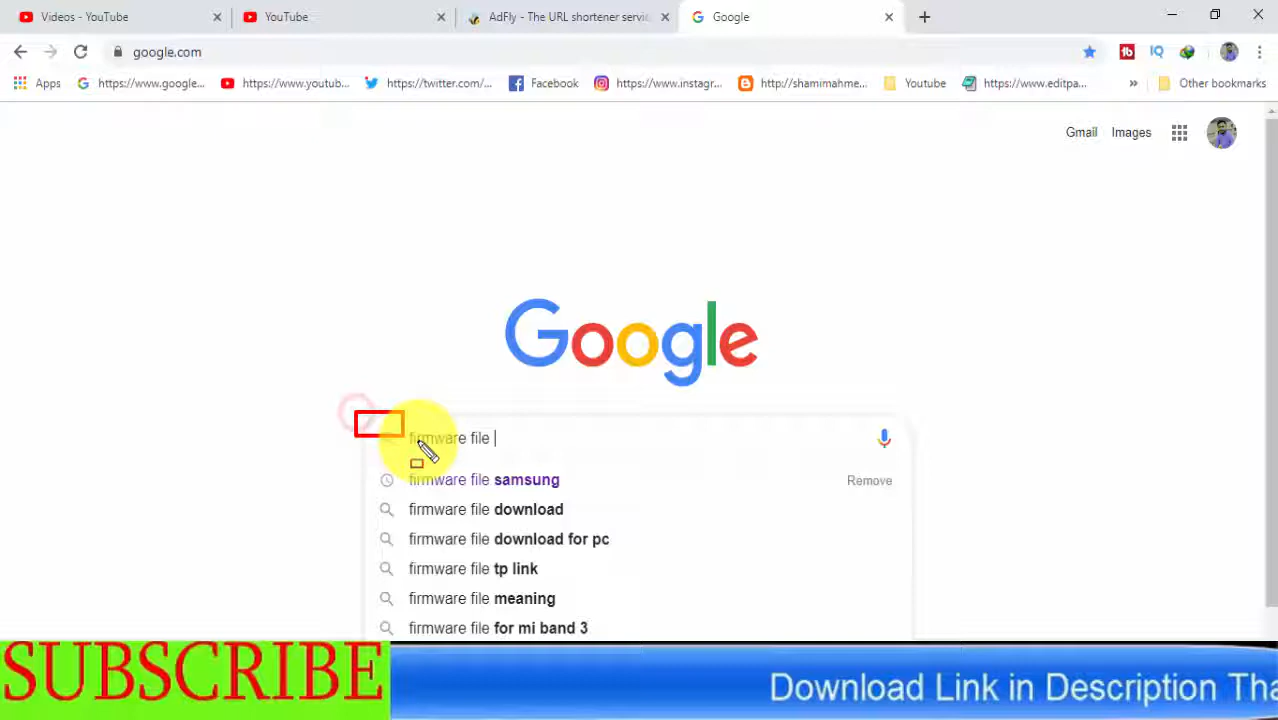 Videos - YouTube
YouTube
AdFly - The URL shortener servic
Google
google.com
Apps
https://www.google...
https://www.youtub...
https://twitter.com/...
Facebook
https://www.instagr...
http://shamimahme...
Youtube
https://www.editpa...
Other bookmarks
Gmail
Images
Google
firmware file
firmware file samsung
Remove
firmware file download
firmware file download for pc
firmware file tp link
firmware file meaning
firmware file for mi band 3
SUBSCRIBE
Download Link in Description Tha